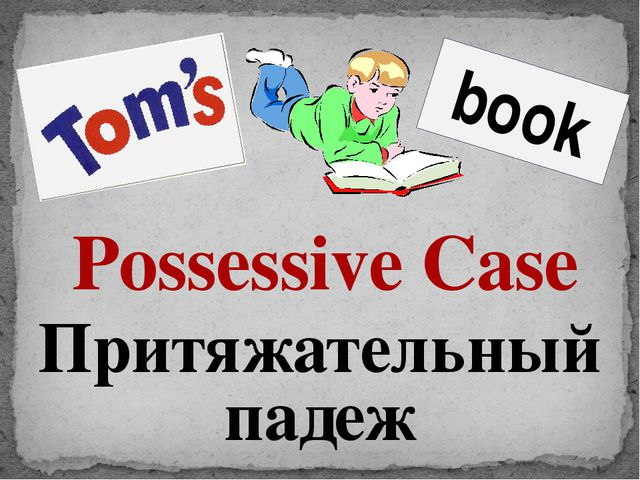 Tom's
book
Possessive Case
Притяжательный
падеж